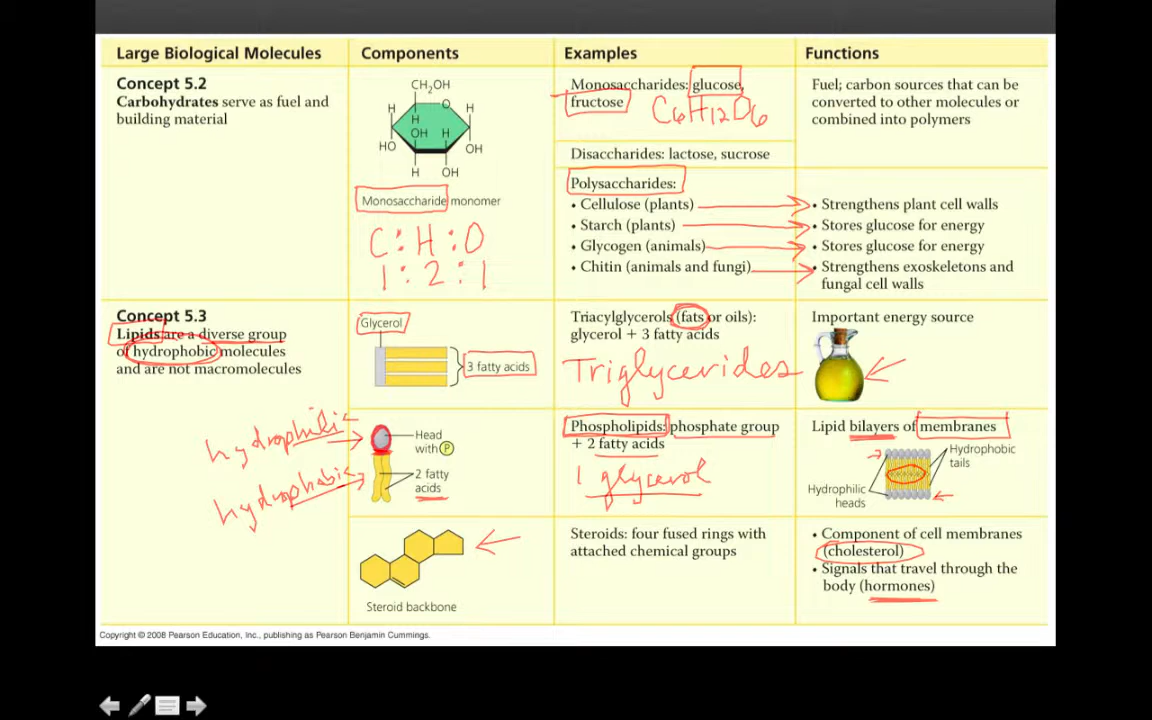 Large Biological Molecules
Components
Examples
Functions
Concept 5.2
Carbohydrates serve as fuel and
building material
CH2OH
H
O
H
H
OH
H
HO
OH
H
OH
Monosaccharide monomer
C:H:O
1:2:1
Monosaccharides: glucose,
fructose
C6H12O6
Disaccharides: lactose, sucrose
Polysaccharides:
• Cellulose (plants)
• Starch (plants)
• Glycogen (animals)
• Chitin (animals and fungi)
Fuel; carbon sources that can be
converted to other molecules or
combined into polymers
• Strengthens plant cell walls
• Stores glucose for energy
• Stores glucose for energy
• Strengthens exoskeletons and
fungal cell walls
Concept 5.3
Lipids are a diverse group
of hydrophobic molecules
and are not macromolecules
Glycerol
3 fatty acids
Triacylglycerols (fats or oils):
glycerol + 3 fatty acids
Triglycerides
Important energy source
hydrophilic
hydrophobic
Head
with P
2 fatty
acids
Phospholipids: phosphate group
+ 2 fatty acids
1 glycerol
Lipid bilayers of membranes
Hydrophobic
tails
Hydrophilic
heads
Steroid backbone
Steroids: four fused rings with
attached chemical groups
• Component of cell membranes
(cholesterol)
• Signals that travel through the
body (hormones)
Copyright © 2008 Pearson Education, Inc., publishing as Pearson Benjamin Cummings.